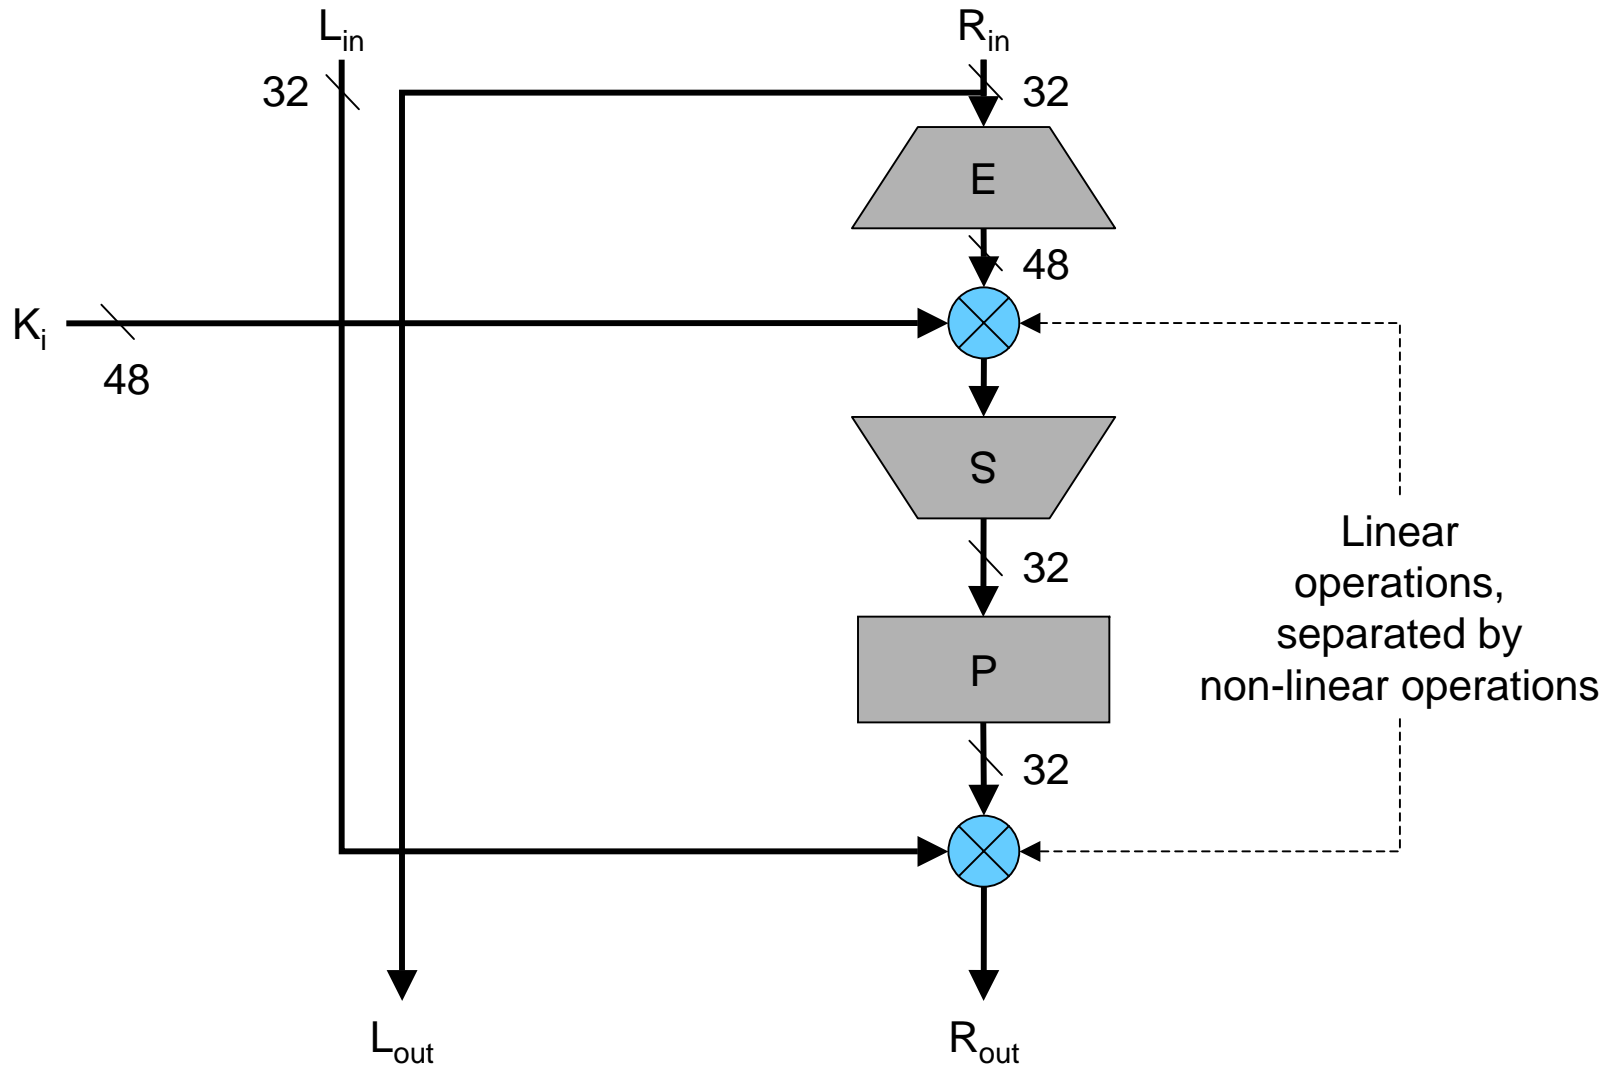 L_in
R_in
32
32
E
48
K_i
48
S
Linear
operations,
separated by
non-linear operations
32
P
32
L_out
R_out